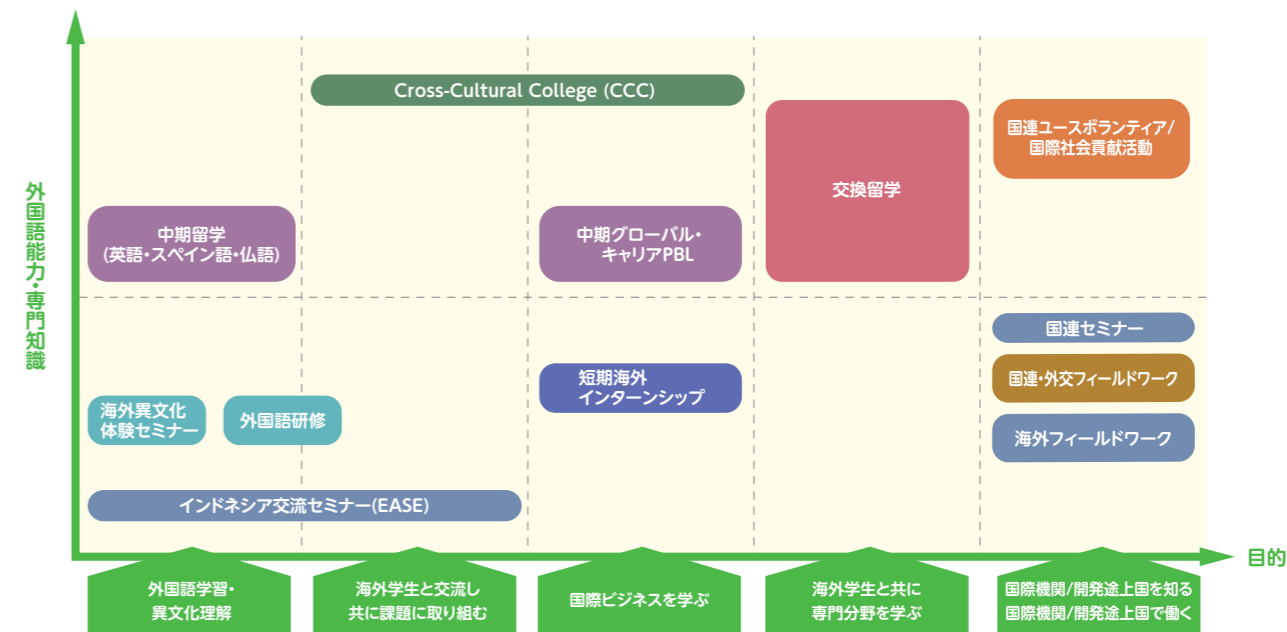 外国語能力・専門知識
Cross-Cultural College (CCC)
中期留学
(英語・スペイン語・仏語)
中期グローバル・
キャリアPBL
交換留学
国連ユースボランティア/
国際社会貢献活動
海外異文化
体験セミナー
外国語研修
短期海外
インターンシップ
国連セミナー
国連・外交フィールドワーク
海外フィールドワーク
インドネシア交流セミナー(EASE)
目的
外国語学習・
異文化理解
海外学生と交流し
共に課題に取り組む
国際ビジネスを学ぶ
海外学生と共に
専門分野を学ぶ
国際機関/開発途上国を知る
国際機関/開発途上国で働く